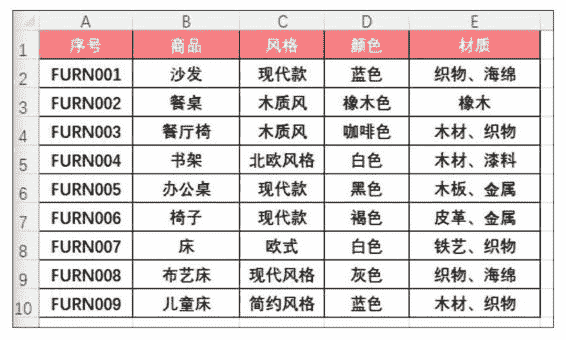 A B C D E
1 序号 商品 风格 颜色 材质
2 FURN001 沙发 现代款 蓝色 织物、海绵
3 FURN002 餐桌 木质风 橡木色 橡木
4 FURN003 餐厅椅 木质风 咖啡色 木材、织物
5 FURN004 书架 北欧风格 白色 木材、漆料
6 FURN005 办公桌 现代款 黑色 木板、金属
7 FURN006 椅子 现代款 褐色 皮革、金属
8 FURN007 床 欧式 白色 铁艺、织物
9 FURN008 布艺床 现代风格 灰色 织物、海绵
10 FURN009 儿童床 简约风格 蓝色 木材、织物